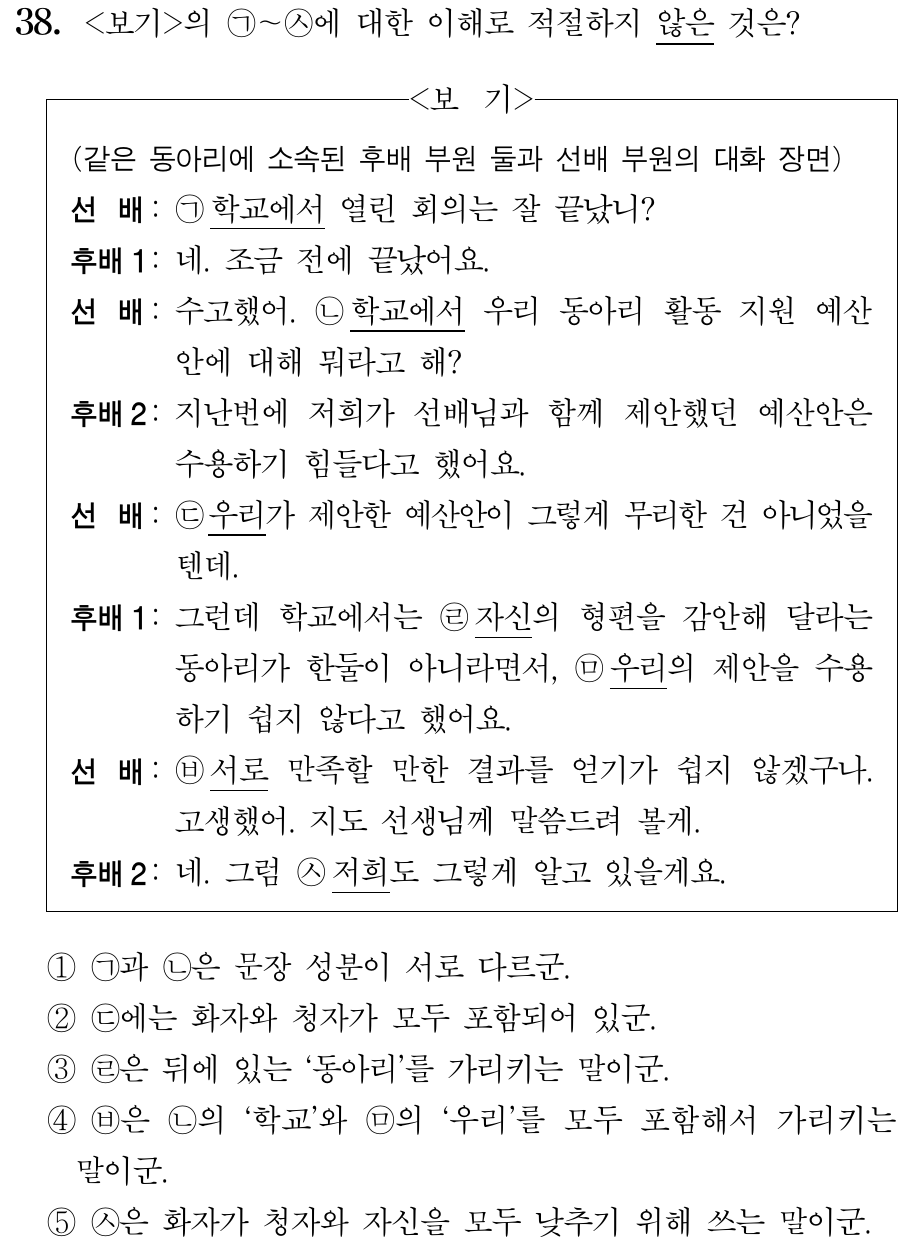 38. <보기>의 ㉠~㉦에 대한 이해로 적절하지 않은 것은?
<보 기>
(같은 동아리에 소속된 후배 부원 둘과 선배 부원의 대화 장면)
선 배 : ㉠ 학교에서 열린 회의는 잘 끝났니?
후배 1 : 네. 조금 전에 끝났어요.
선 배 : 수고했어. ㉡ 학교에서 우리 동아리 활동 지원 예산
안에 대해 뭐라고 해?
후배 2 : 지난번에 저희가 선배님과 함께 제안했던 예산안은
수용하기 힘들다고 했어요.
선 배 : ㉢ 우리가 제안한 예산안이 그렇게 무리한 건 아니었을
텐데.
후배 1 : 그런데 학교에서는 ㉣ 자신의 형편을 감안해 달라는
동아리가 한둘이 아니라면서, ㉤ 우리의 제안을 수용
하기 쉽지 않다고 했어요.
선 배 : ㉥ 서로 만족할 만한 결과를 얻기가 쉽지 않겠구나.
고생했어. 지도 선생님께 말씀드려 볼게.
후배 2 : 네. 그럼 ㉦ 저희도 그렇게 알고 있을게요.
① ㉠과 ㉡은 문장 성분이 서로 다르군.
② ㉢에는 화자와 청자가 모두 포함되어 있군.
③ ㉣은 뒤에 있는 ‘동아리’를 가리키는 말이군.
④ ㉥은 ㉡의 ‘학교’와 ㉤의 ‘우리’를 모두 포함해서 가리키는
말이군.
⑤ ㉦은 화자가 청자와 자신을 모두 낮추기 위해 쓰는 말이군.